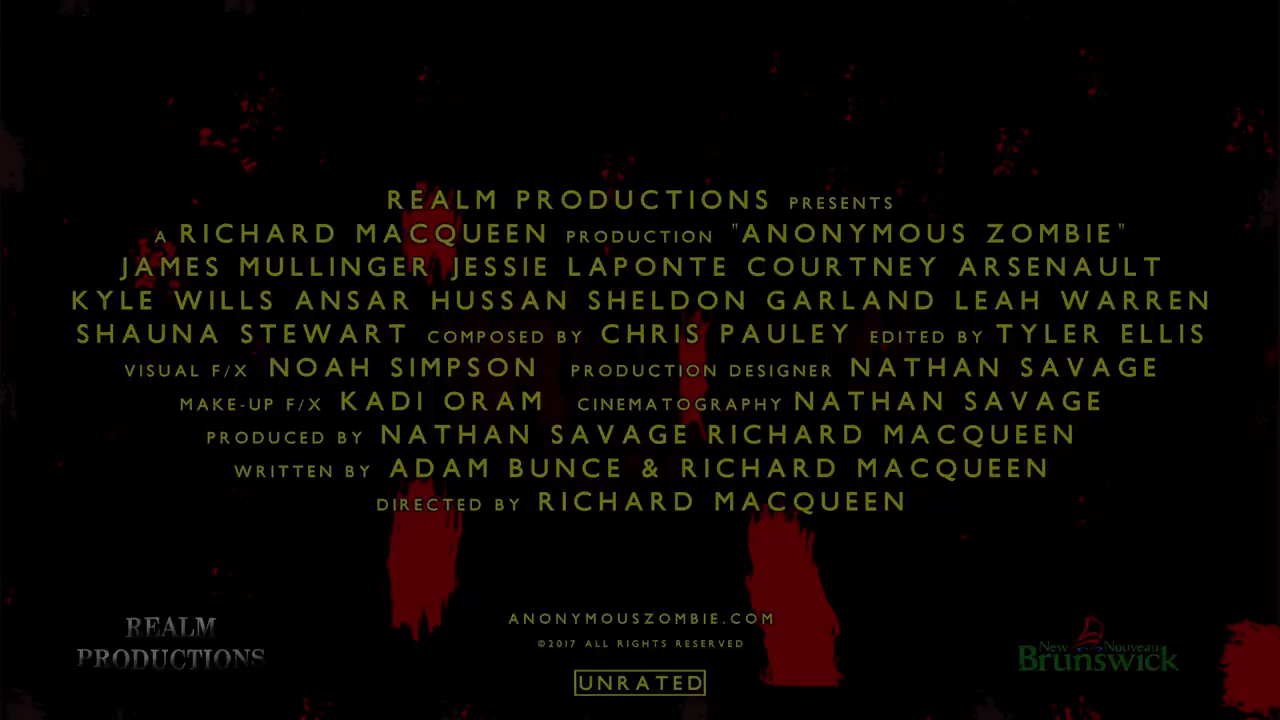 REALM PRODUCTIONS PRESENTS
A RICHARD MACQUEEN PRODUCTION "ANONYMOUS ZOMBIE"
JAMES MULLINGER JESSIE LAPONTE COURTNEY ARSENAULT
KYLE WILLS ANSAR HUSSAN SHELDON GARLAND LEAH WARREN
SHAUNA STEWART COMPOSED BY CHRIS PAULEY EDITED BY TYLER ELLIS
VISUAL F/X NOAH SIMPSON PRODUCTION DESIGNER NATHAN SAVAGE
MAKE-UP F/X KADI ORAM CINEMATOGRAPHY NATHAN SAVAGE
PRODUCED BY NATHAN SAVAGE RICHARD MACQUEEN
WRITTEN BY ADAM BUNCE & RICHARD MACQUEEN
DIRECTED BY RICHARD MACQUEEN
ANONYMOUSZOMBIE.COM
©2017 ALL RIGHTS RESERVED
UNRATED
REALM
PRODUCTIONS
New Nouveau
Brunswick